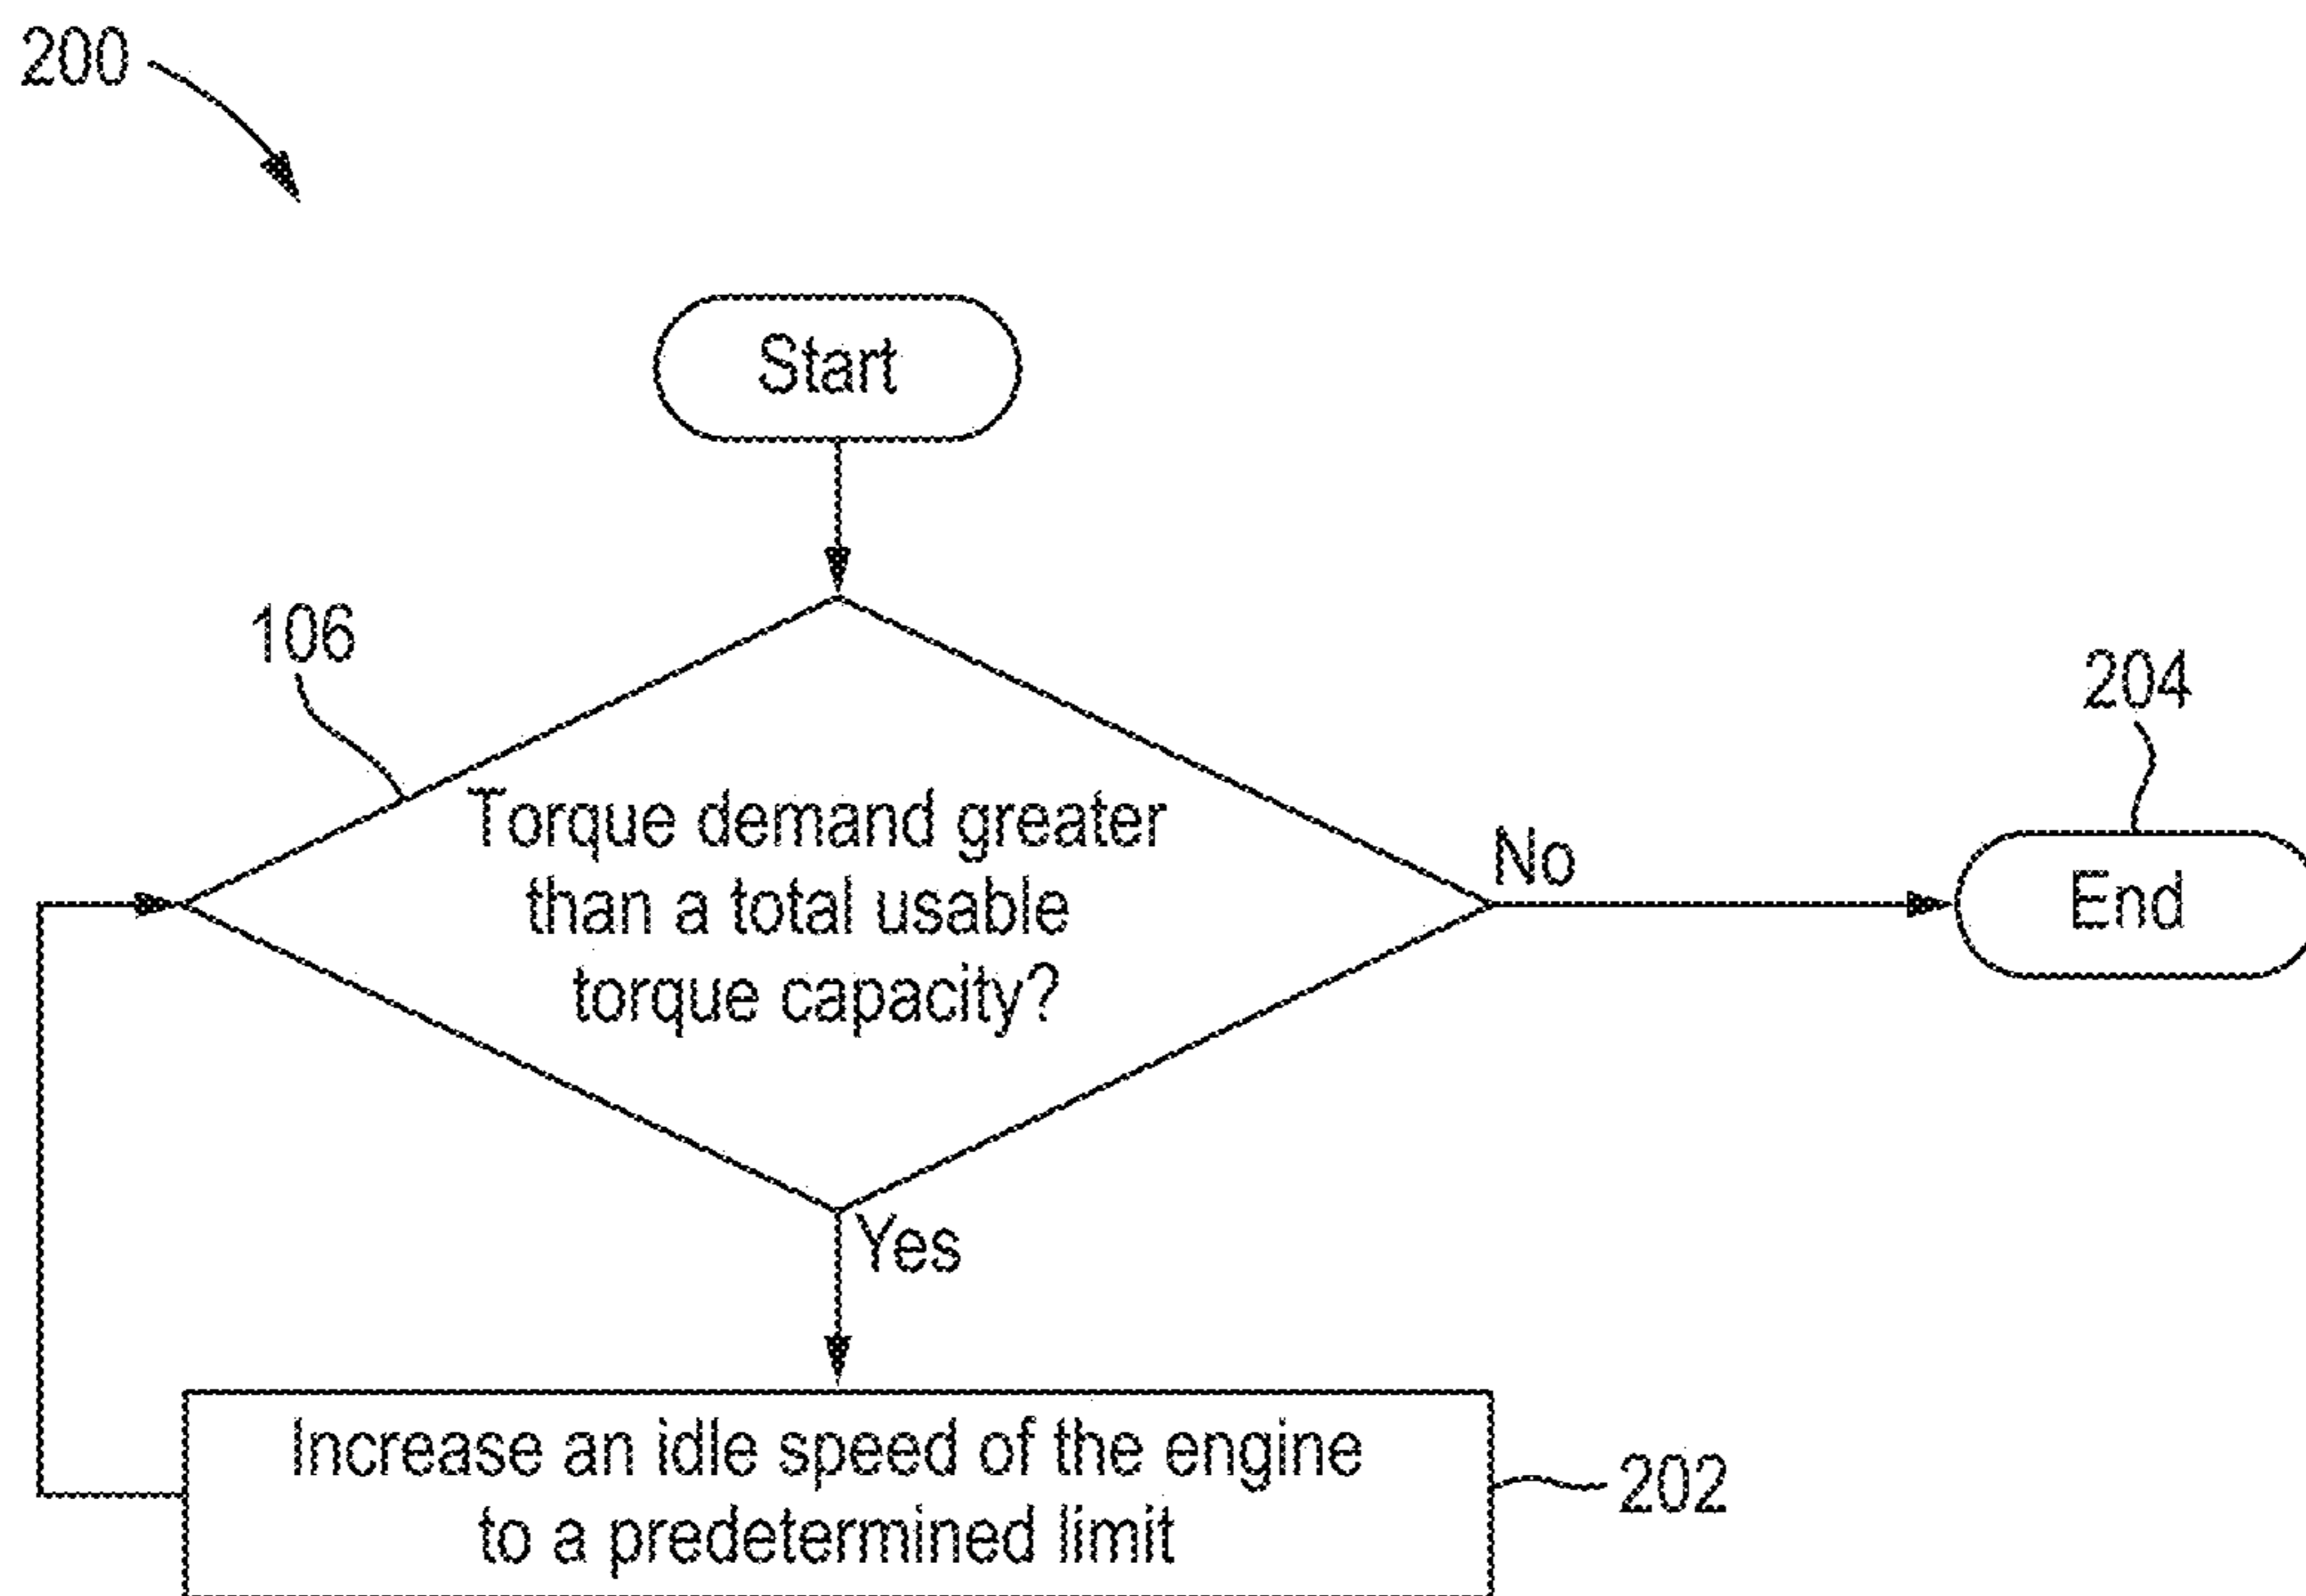 200
Start
106
204
Torque demand greater
than a total usable
torque capacity?
No
End
Yes
Increase an idle speed of the engine
to a predetermined limit
202